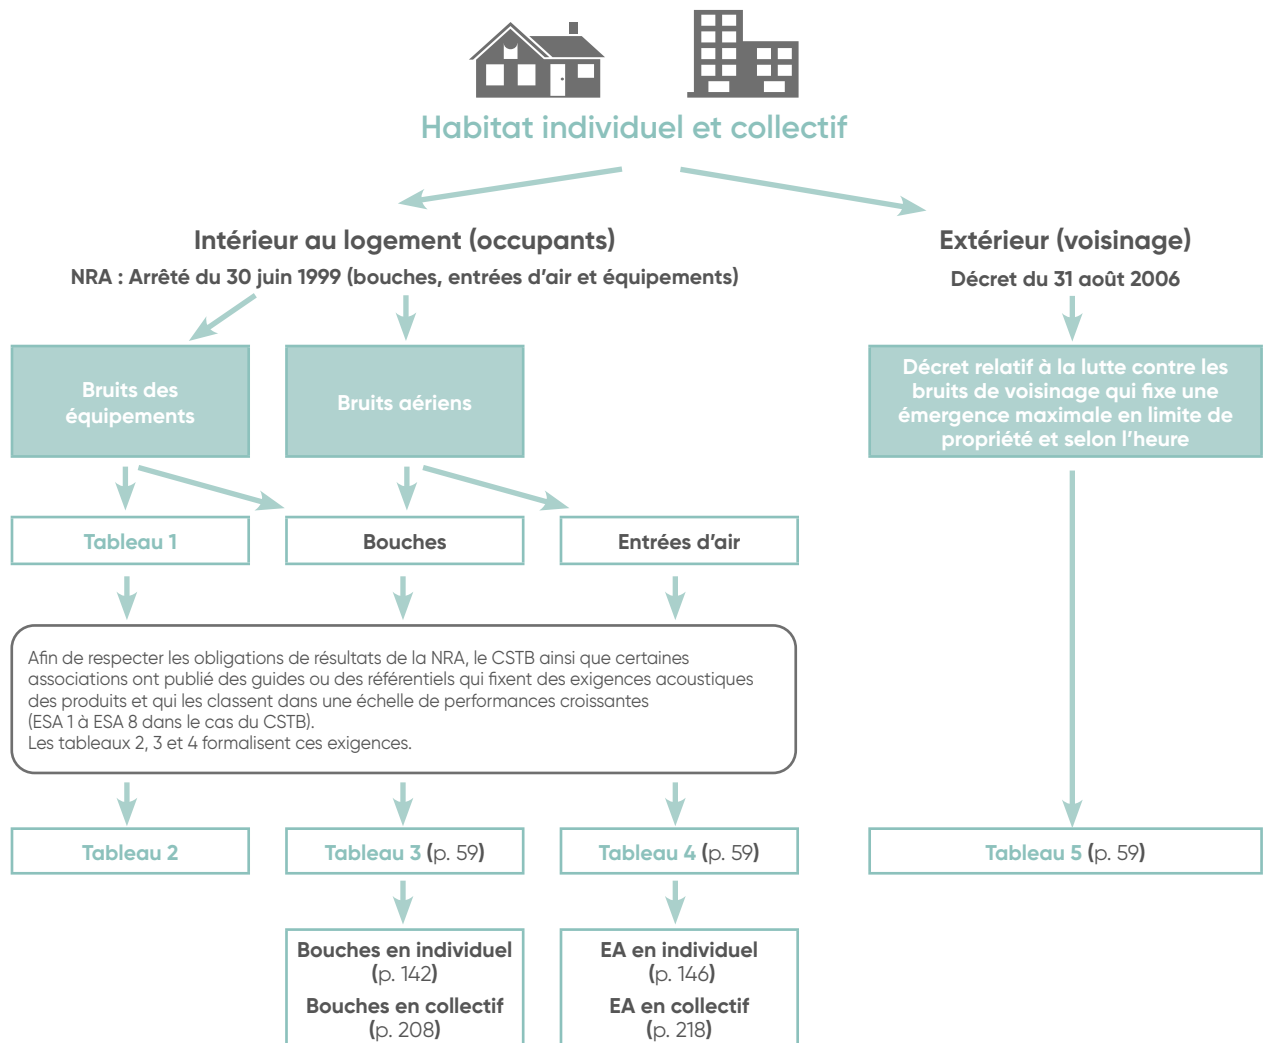 Habitat individuel et collectif
Intérieur au logement (occupants)
NRA : Arrêté du 30 juin 1999 (bouches, entrées d'air et équipements)
Extérieur (voisinage)
Décret du 31 août 2006
Bruits des
équipements
Bruits aériens
Décret relatif à la lutte contre les
bruits de voisinage qui fixe une
émergence maximale en limite de
propriété et selon l'heure
Tableau 1
Bouches
Entrées d'air
Afin de respecter les obligations de résultats de la NRA, le CSTB ainsi que certaines
associations ont publié des guides ou des référentiels qui fixent des exigences acoustiques
des produits et qui les classent dans une échelle de performances croissantes
(ESA 1 à ESA 8 dans le cas du CSTB).
Les tableaux 2, 3 et 4 formalisent ces exigences.
Tableau 2
Tableau 3 (p. 59)
Tableau 4 (p. 59)
Tableau 5 (p. 59)
Bouches en individuel
(p. 142)
Bouches en collectif
(p. 208)
EA en individuel
(p. 146)
EA en collectif
(p. 218)